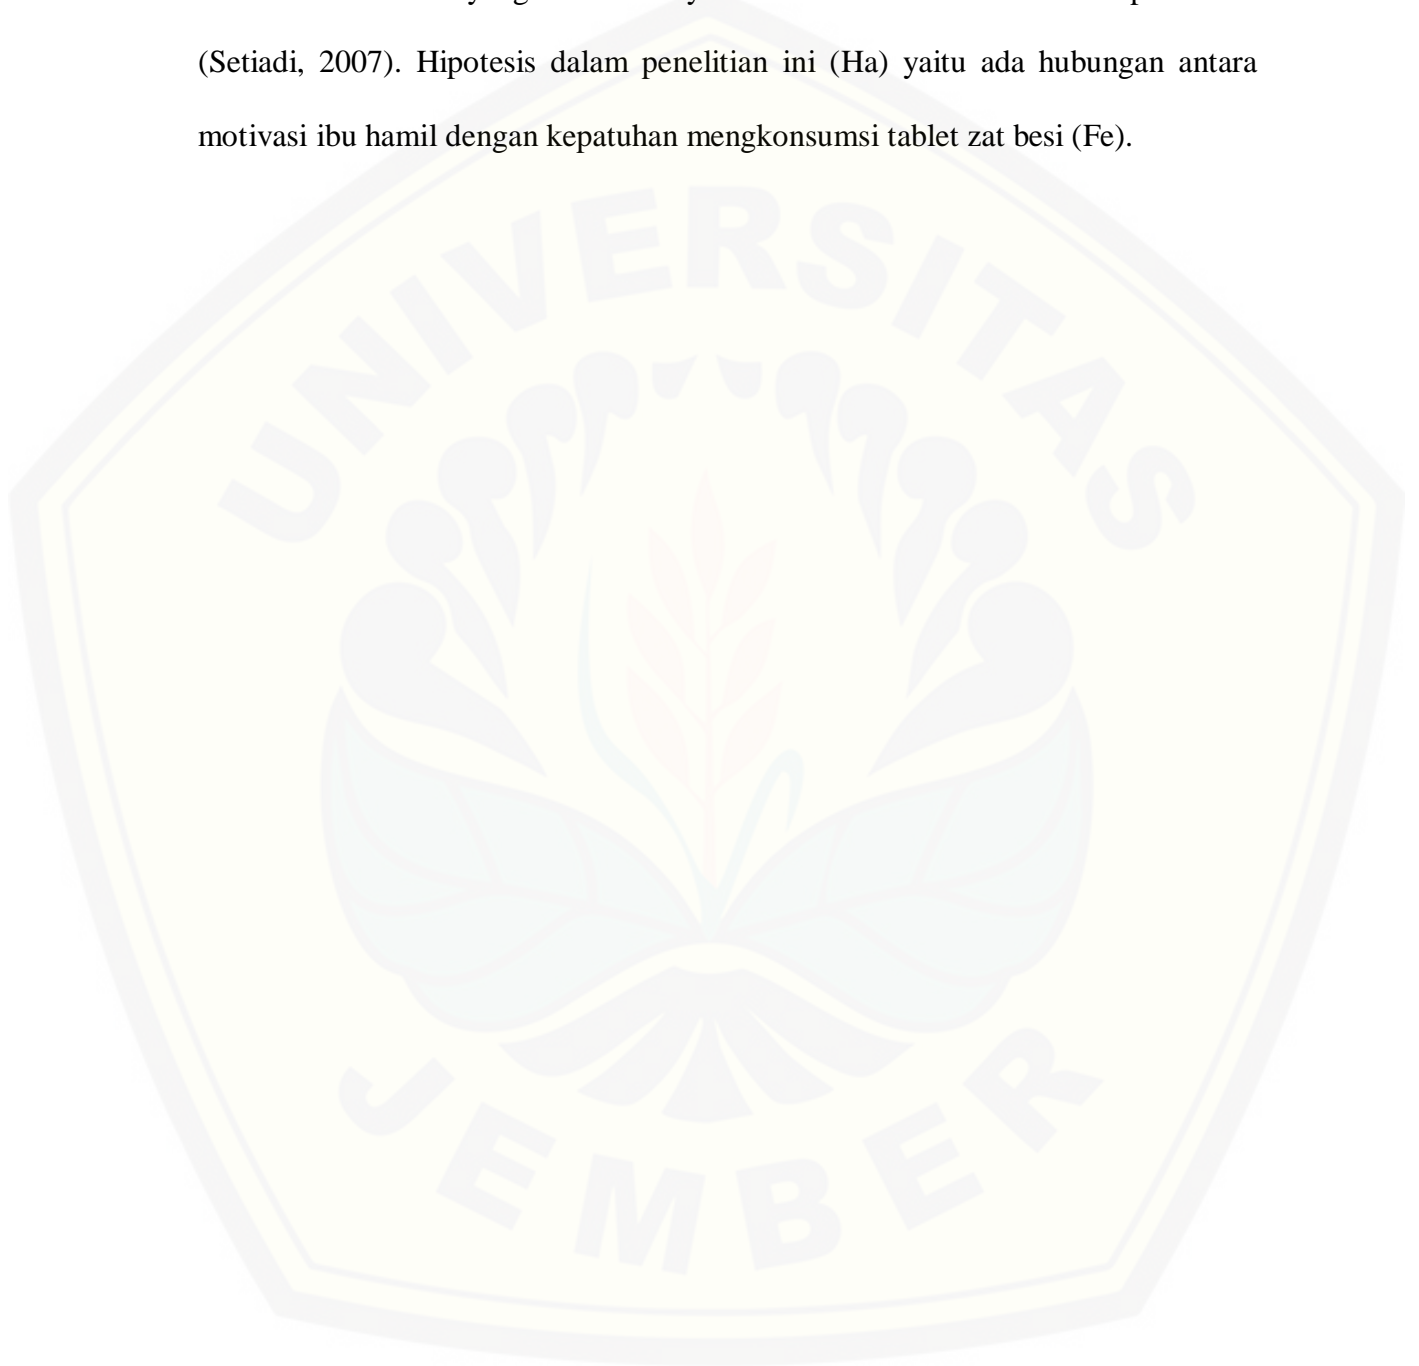 (Setiadi, 2007). Hipotesis dalam penelitian ini (Ha) yaitu ada hubungan antara
motivasi ibu hamil dengan kepatuhan mengkonsumsi tablet zat besi (Fe).
UNIVERSITAS
JEMBER